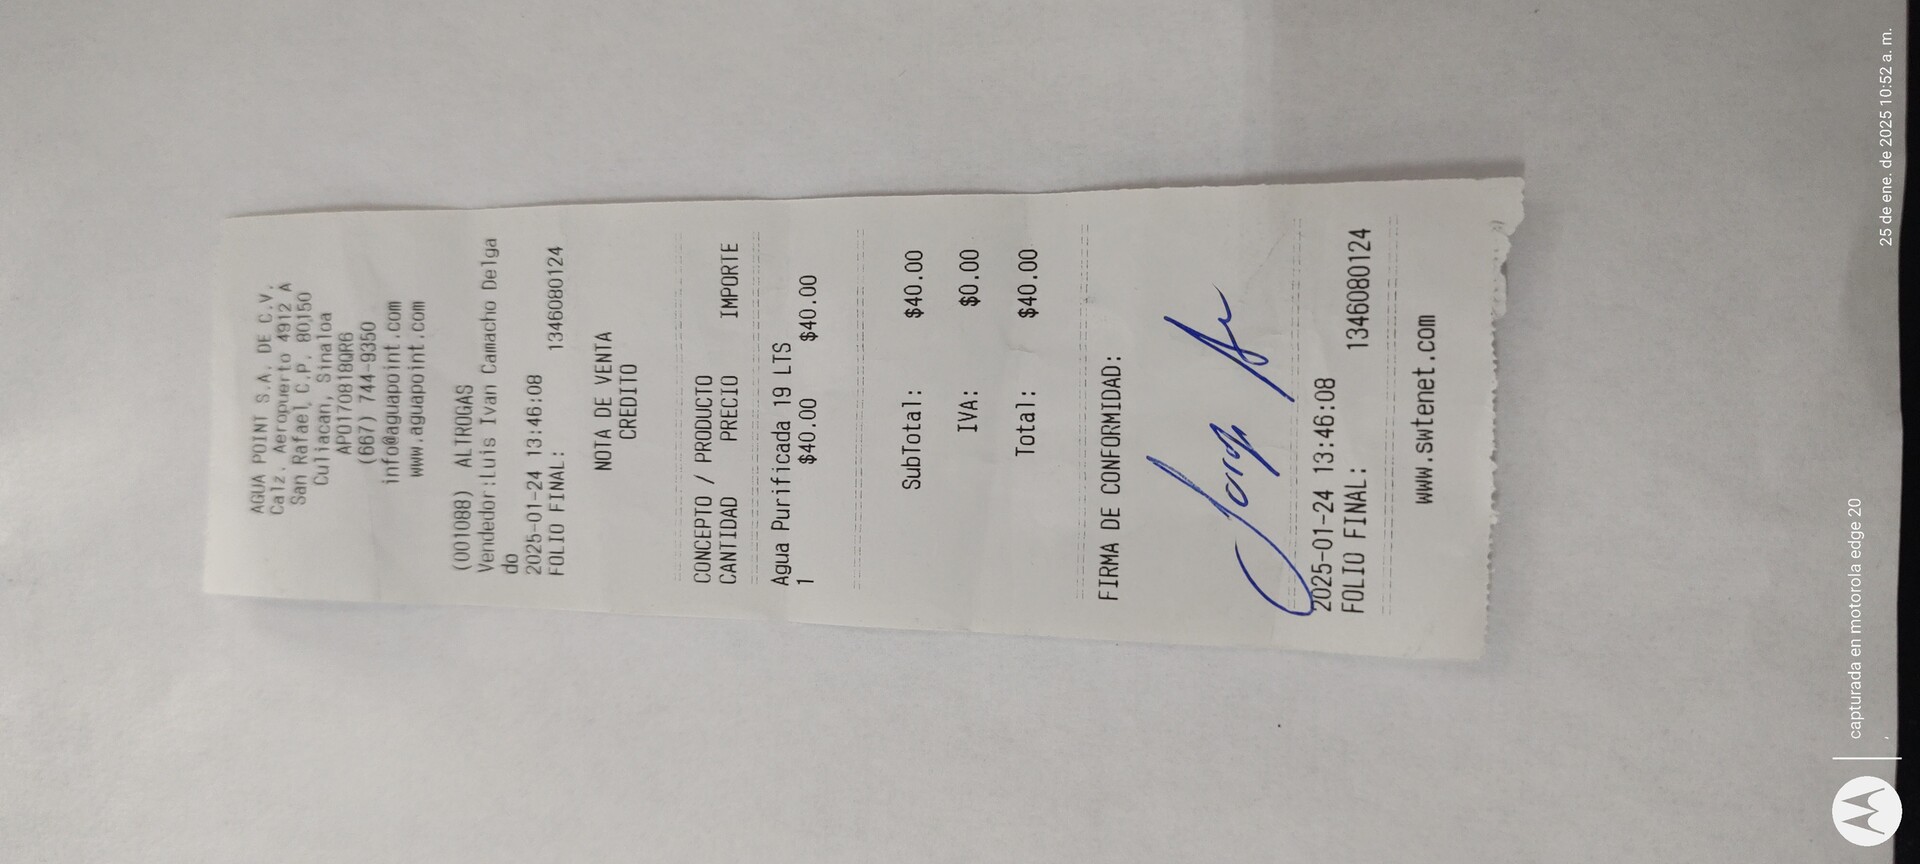 AGUA POINT S.A. DE C.V.
Calz. Aeropuerto 4912 A
San Rafael, C.P. 80,150
Culiacan, Sinaloa
APO170818QR6
(667) 744-9350
info@aguapoint.com
www.aguapoint.com
(001088) ALTROGAS
Vendedor:Luis Ivan Camacho Delga
do
2025-01-24 13:46:08
FOLIO FINAL: 1346080124
NOTA DE VENTA
CREDITO
CONCEPTO / PRODUCTO
CANTIDAD PRECIO IMPORTE
Agua Purificada 19 LTS
1 $40.00 $40.00
SubTotal: $40.00
IVA: $0.00
Total: $40.00
FIRMA DE CONFORMIDAD:
2025-01-24 13:46:08
FOLIO FINAL: 1346080124
www.swtenet.com
capturada en motorola edge 20
25 de ene. de 2025 10:52 a. m.